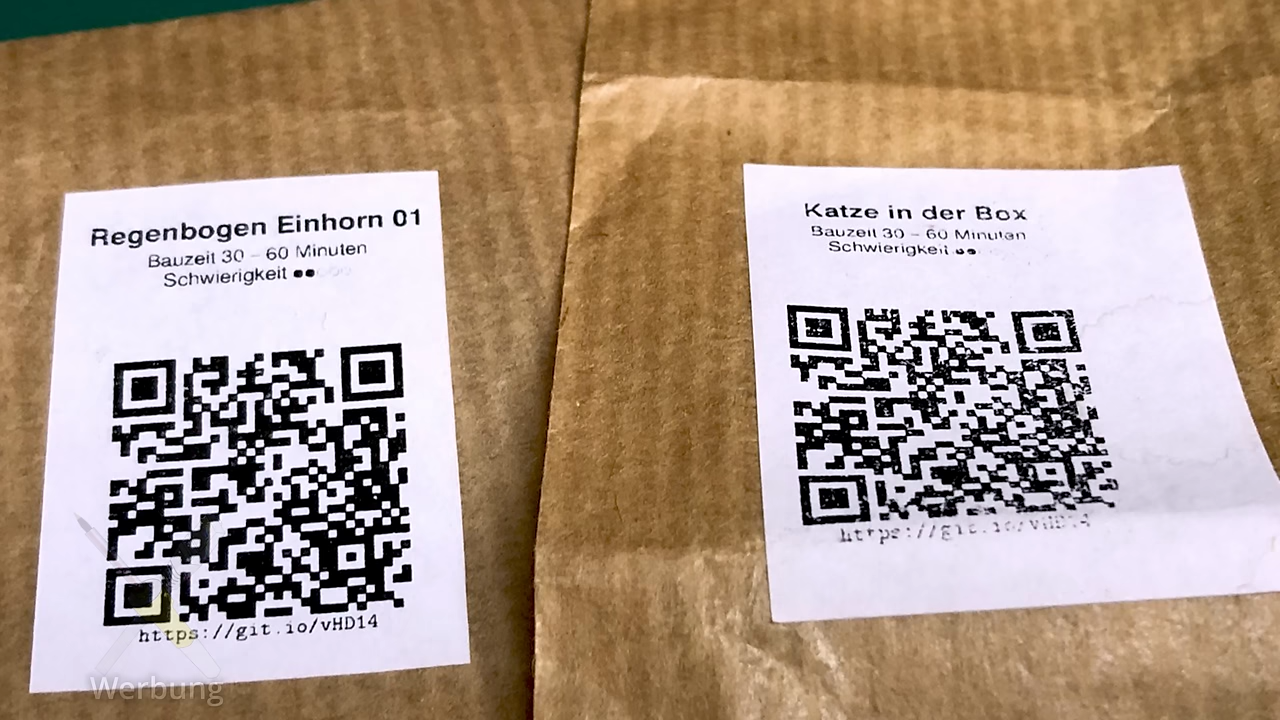 Regenbogen Einhorn 01
Bauzeit 30 - 60 Minuten
Schwierigkeit
https://git.io/vHD14
Katze in der Box
Bauzeit 30 - 60 Minuten
Schwierigkeit
https://git.io/vHD14
Werbung